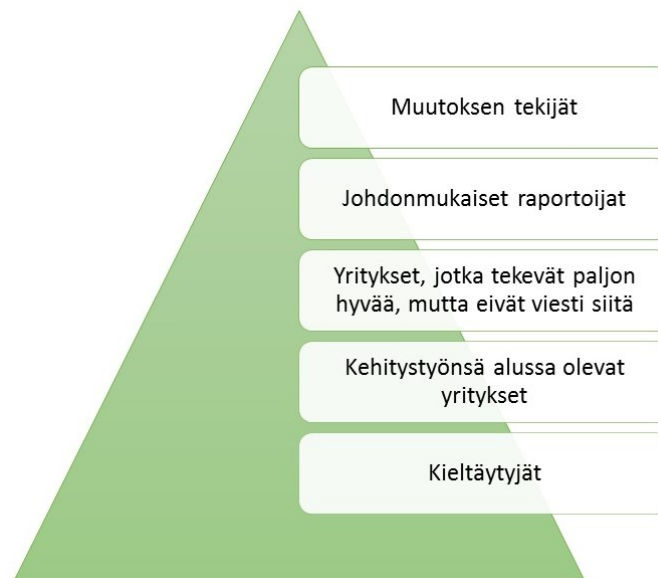 Muutoksen tekijät
Johdonmukaiset raportoijat
Yritykset, jotka tekevät paljon
hyvää, mutta eivät viesti siitä
Kehitystyönsä alussa olevat
yritykset
Kieltäytyjät